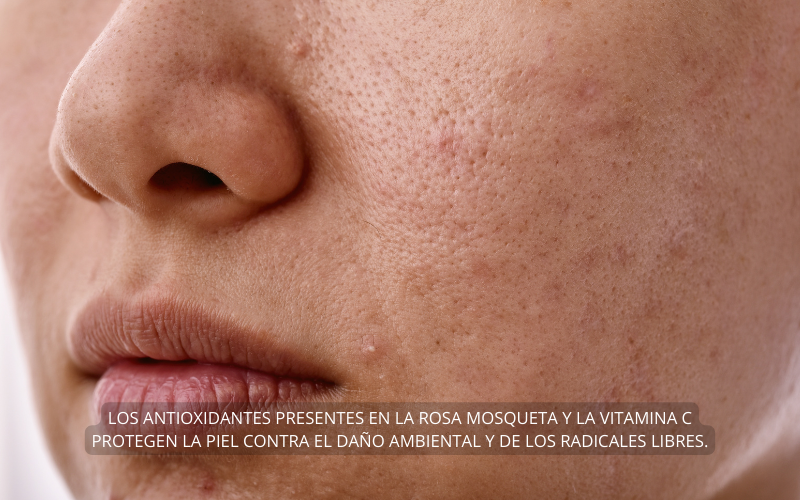 LOS ANTIOXIDANTES PRESENTES EN LA ROSA MOSQUETA Y LA VITAMINA C
PROTEGEN LA PIEL CONTRA EL DAÑO AMBIENTAL Y DE LOS RADICALES LIBRES.